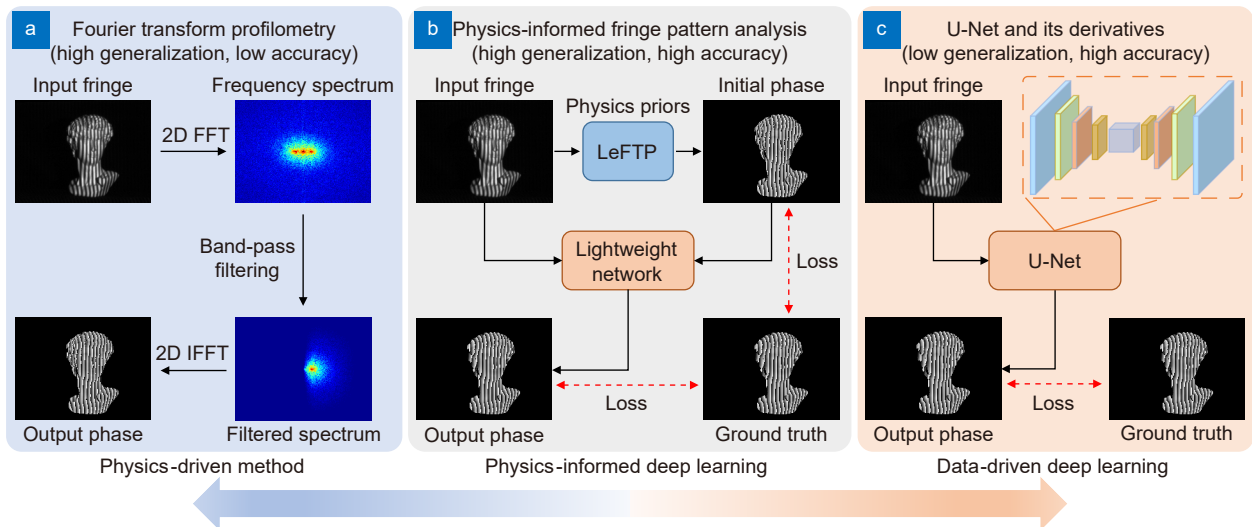 a
Fourier transform profilometry
(high generalization, low accuracy)
Input fringe
Frequency spectrum
2D FFT
Band-pass
filtering
2D IFFT
Output phase
Filtered spectrum
Physics-driven method
b
Physics-informed fringe pattern analysis
(high generalization, high accuracy)
Input fringe
Physics priors
Initial phase
LeFTP
Lightweight
network
Loss
Loss
Output phase
Ground truth
Physics-informed deep learning
c
U-Net and its derivatives
(low generalization, high accuracy)
Input fringe
U-Net
Loss
Output phase
Ground truth
Data-driven deep learning